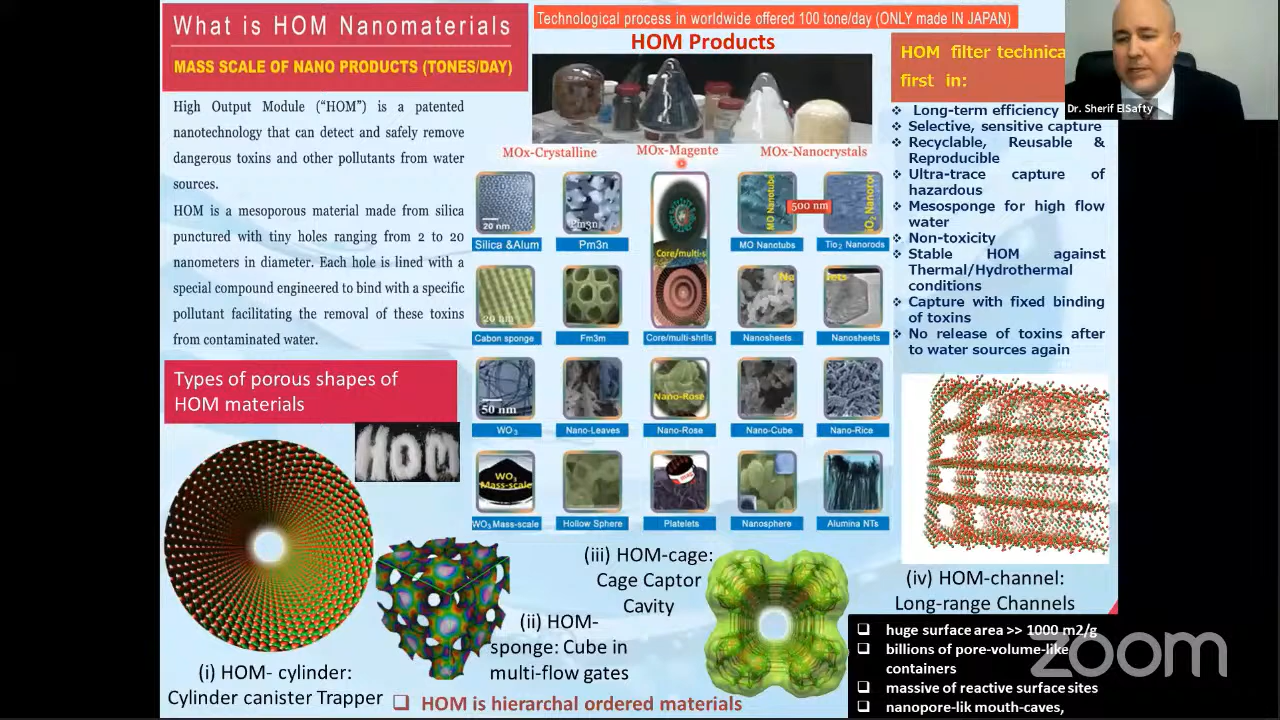 What is HOM Nanomaterials
MASS SCALE OF NANO PRODUCTS (TONES/DAY)
High Output Module ("HOM") is a patented
nanotechnology that can detect and safely remove
dangerous toxins and other pollutants from water
sources.
HOM is a mesoporous material made from silica
punctured with tiny holes ranging from 2 to 20
nanometers in diameter. Each hole is lined with a
special compound engineered to bind with a specific
pollutant facilitating the removal of these toxins
from contaminated water.
Types of porous shapes of
HOM materials
HOM
(i) HOM- cylinder:
Cylinder canister Trapper
(ii) HOM-
sponge: Cube in
multi-flow gates
(iii) HOM-cage:
Cage Captor
Cavity
❑ HOM is hierarchal ordered materials
Technological process in worldwide offered 100 tone/day (ONLY made IN JAPAN)
HOM Products
MOx-Crystalline
MOx-Magente
MOx-Nanocrystals
20 nm
Pm3n
MO Nanotub
500 nm
Silica &Alum
Pm3n
Core/multi-s
MO Nanotubs
Tio2 Nanorods
20 nm
Cabon sponge
Fm3m
Core/multi-shrlls
Nanosheets
Nanosheets
50 nm
Nano-Rose
WO3
Nano-Leaves
Nano-Rose
Nano-Cube
Nano-Rice
WO3
Mass-scale
WO3 Mass-scale
Hollow Sphere
Platelets
Nanosphere
Alumina NTs
HOM filter technica
first in:
❖ Long-term efficiency
❖ Selective, sensitive capture
❖ Recyclable, Reusable &
Reproducible
❖ Ultra-trace capture of
hazardous
❖ Mesosponge for high flow
water
❖ Non-toxicity
❖ Stable HOM against
Thermal/Hydrothermal
conditions
❖ Capture with fixed binding
of toxins
❖ No release of toxins after
to water sources again
(iv) HOM-channel:
Long-range Channels
❑ huge surface area >> 1000 m2/g
❑ billions of pore-volume-like
containers
❑ massive of reactive surface sites
❑ nanopore-lik mouth-caves,
Dr. Sherif ElSafty
zoom